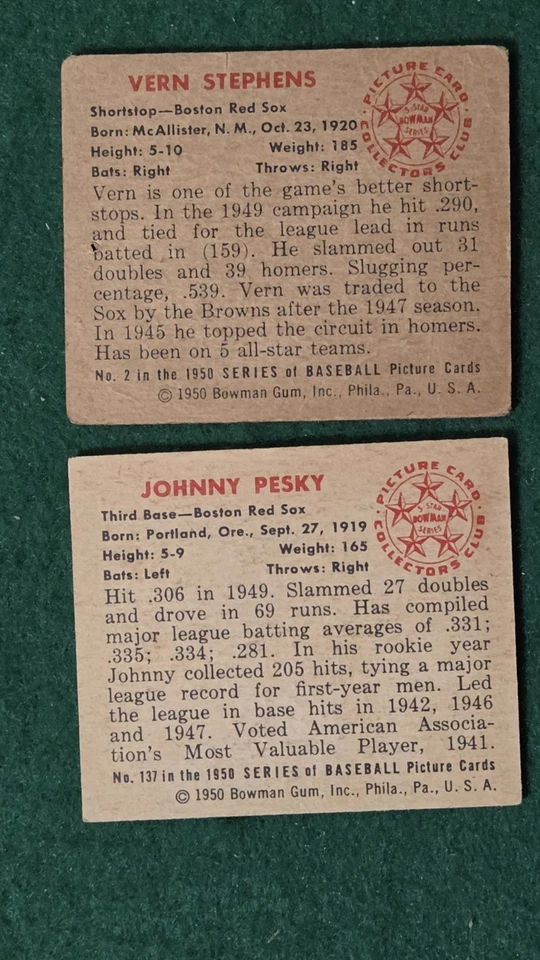 VERN STEPHENS
Shortstop—Boston Red Sox
Born: McAllister, N. M., Oct. 23, 1920
Height: 5-10 Weight: 185
Bats: Right Throws: Right
PICTURE CARD
COLLECTORS CLUB
5-STAR
BOWMAN
SERIES
Vern is one of the game's better short-
stops. In the 1949 campaign he hit .290,
and tied for the league lead in runs
batted in (159). He slammed out 31
doubles and 39 homers. Slugging per-
centage, .539. Vern was traded to the
Sox by the Browns after the 1947 season.
In 1945 he topped the circuit in homers.
Has been on 5 all-star teams.
No. 2 in the 1950 SERIES of BASEBALL Picture Cards
© 1950 Bowman Gum, Inc., Phila., Pa., U. S. A.
JOHNNY PESKY
Third Base—Boston Red Sox
Born: Portland, Ore., Sept. 27, 1919
Height: 5-9 Weight: 165
Bats: Left Throws: Right
PICTURE CARD
COLLECTORS CLUB
5-STAR
BOWMAN
SERIES
Hit .306 in 1949. Slammed 27 doubles
and drove in 69 runs. Has compiled
major league batting averages of .331;
.335; .334; .281. In his rookie year
Johnny collected 205 hits, tying a major
league record for first-year men. Led
the league in base hits in 1942, 1946
and 1947. Voted American Associa-
tion's Most Valuable Player, 1941.
No. 137 in the 1950 SERIES of BASEBALL Picture Cards
© 1950 Bowman Gum, Inc., Phila., Pa., U. S. A.